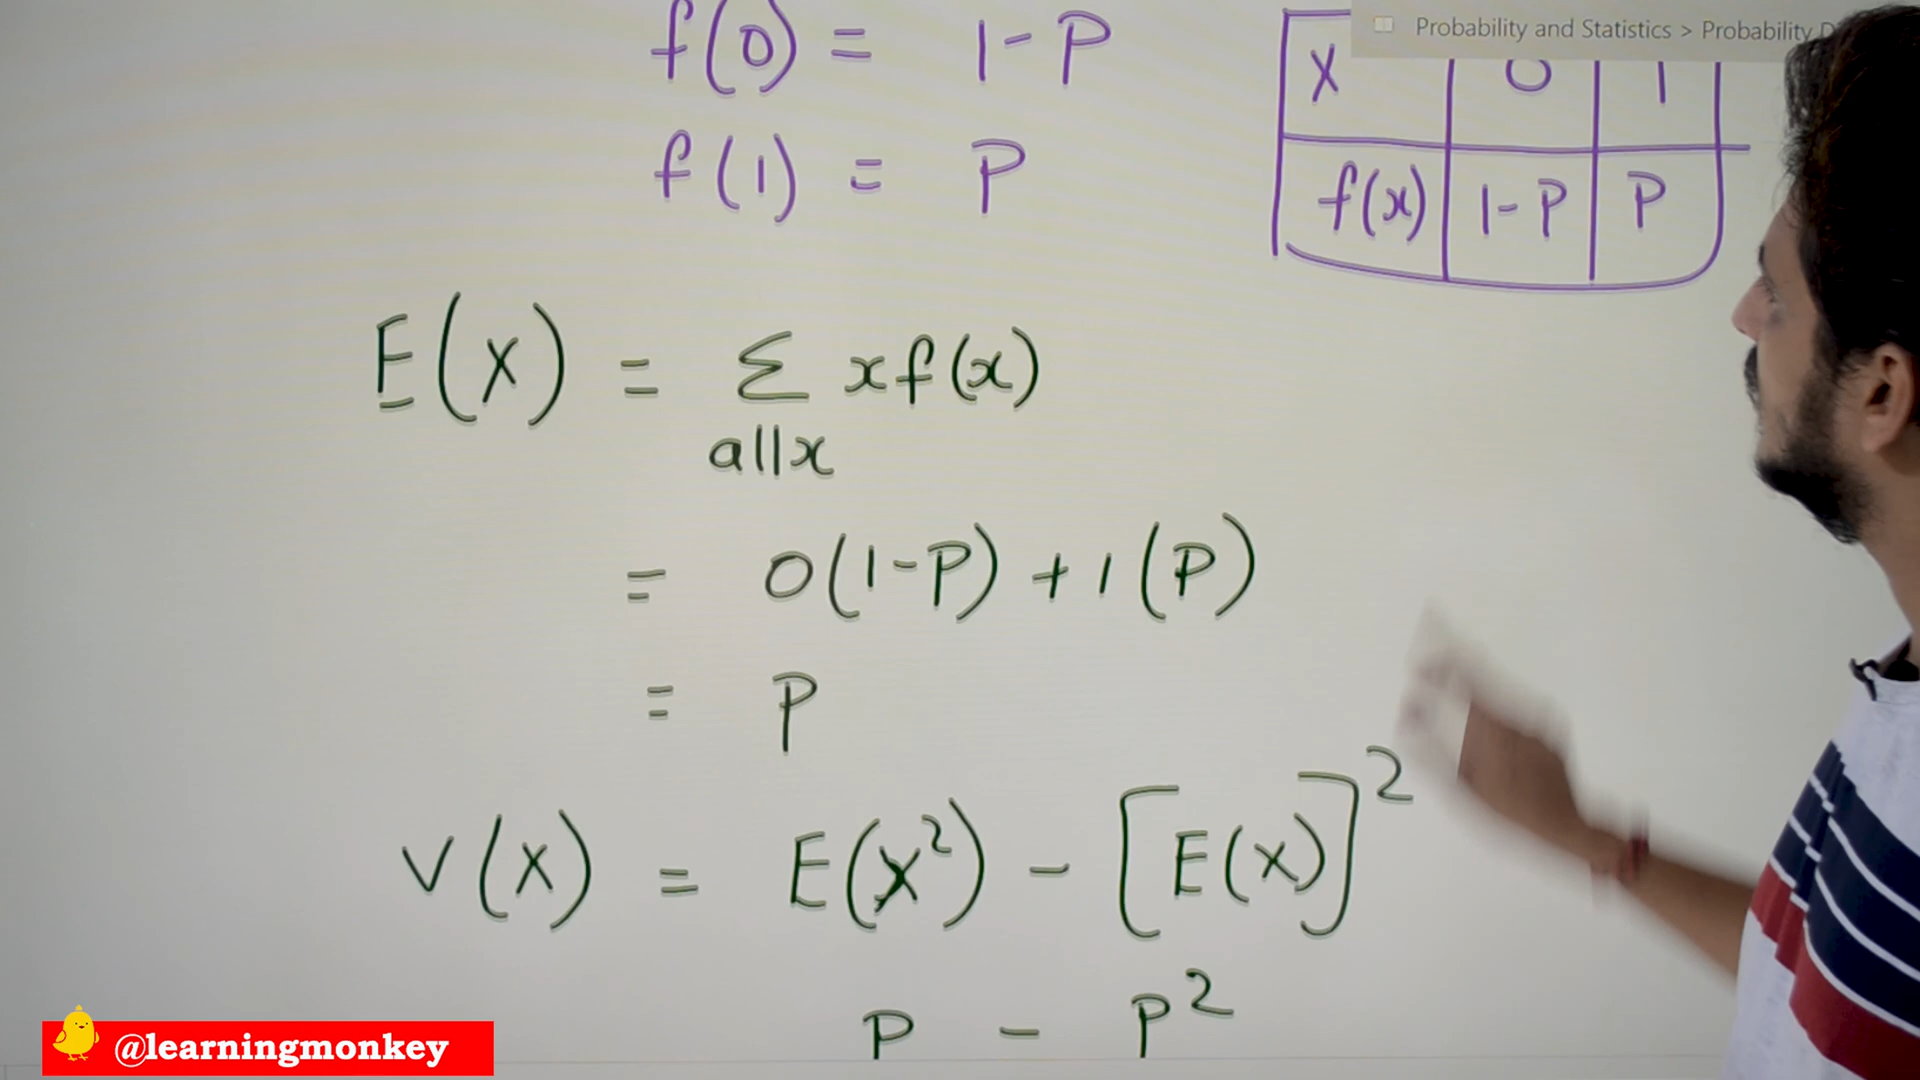 Probability and Statistics > Probability
f(0) = 1-P
f(1) = P
X 0 1
f(x) 1-P P
E(X) = Σ xf(x)
all x
= 0(1-P) + 1(P)
= P
V(X) = E(X²) - [E(X)]²
P - P²
@learningmonkey